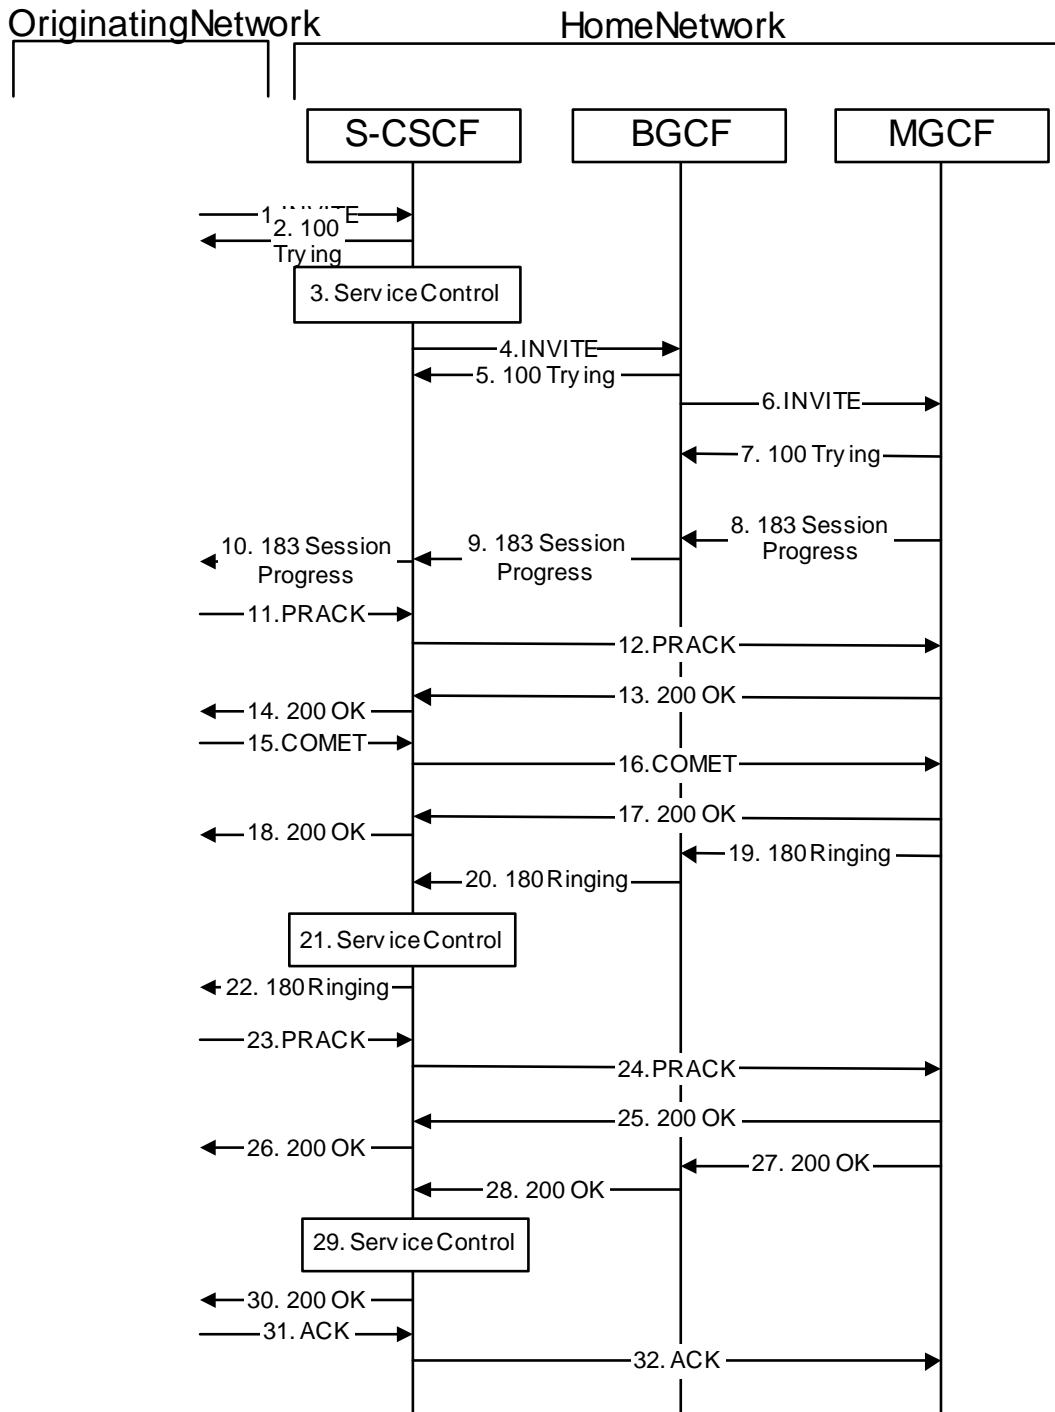 OriginatingNetwork
HomeNetwork
S-CSCF
BGCF
MGCF
1.INVITE
2. 100
Trying
3. ServiceControl
4.INVITE
5. 100 Trying
6.INVITE
7. 100 Trying
8. 183 Session
Progress
9. 183 Session
Progress
10. 183 Session
Progress
11.PRACK
12.PRACK
13. 200 OK
14. 200 OK
15.COMET
16.COMET
17. 200 OK
18. 200 OK
19. 180 Ringing
20. 180 Ringing
21. ServiceControl
22. 180 Ringing
23.PRACK
24.PRACK
25. 200 OK
26. 200 OK
27. 200 OK
28. 200 OK
29. ServiceControl
30. 200 OK
31. ACK
32. ACK